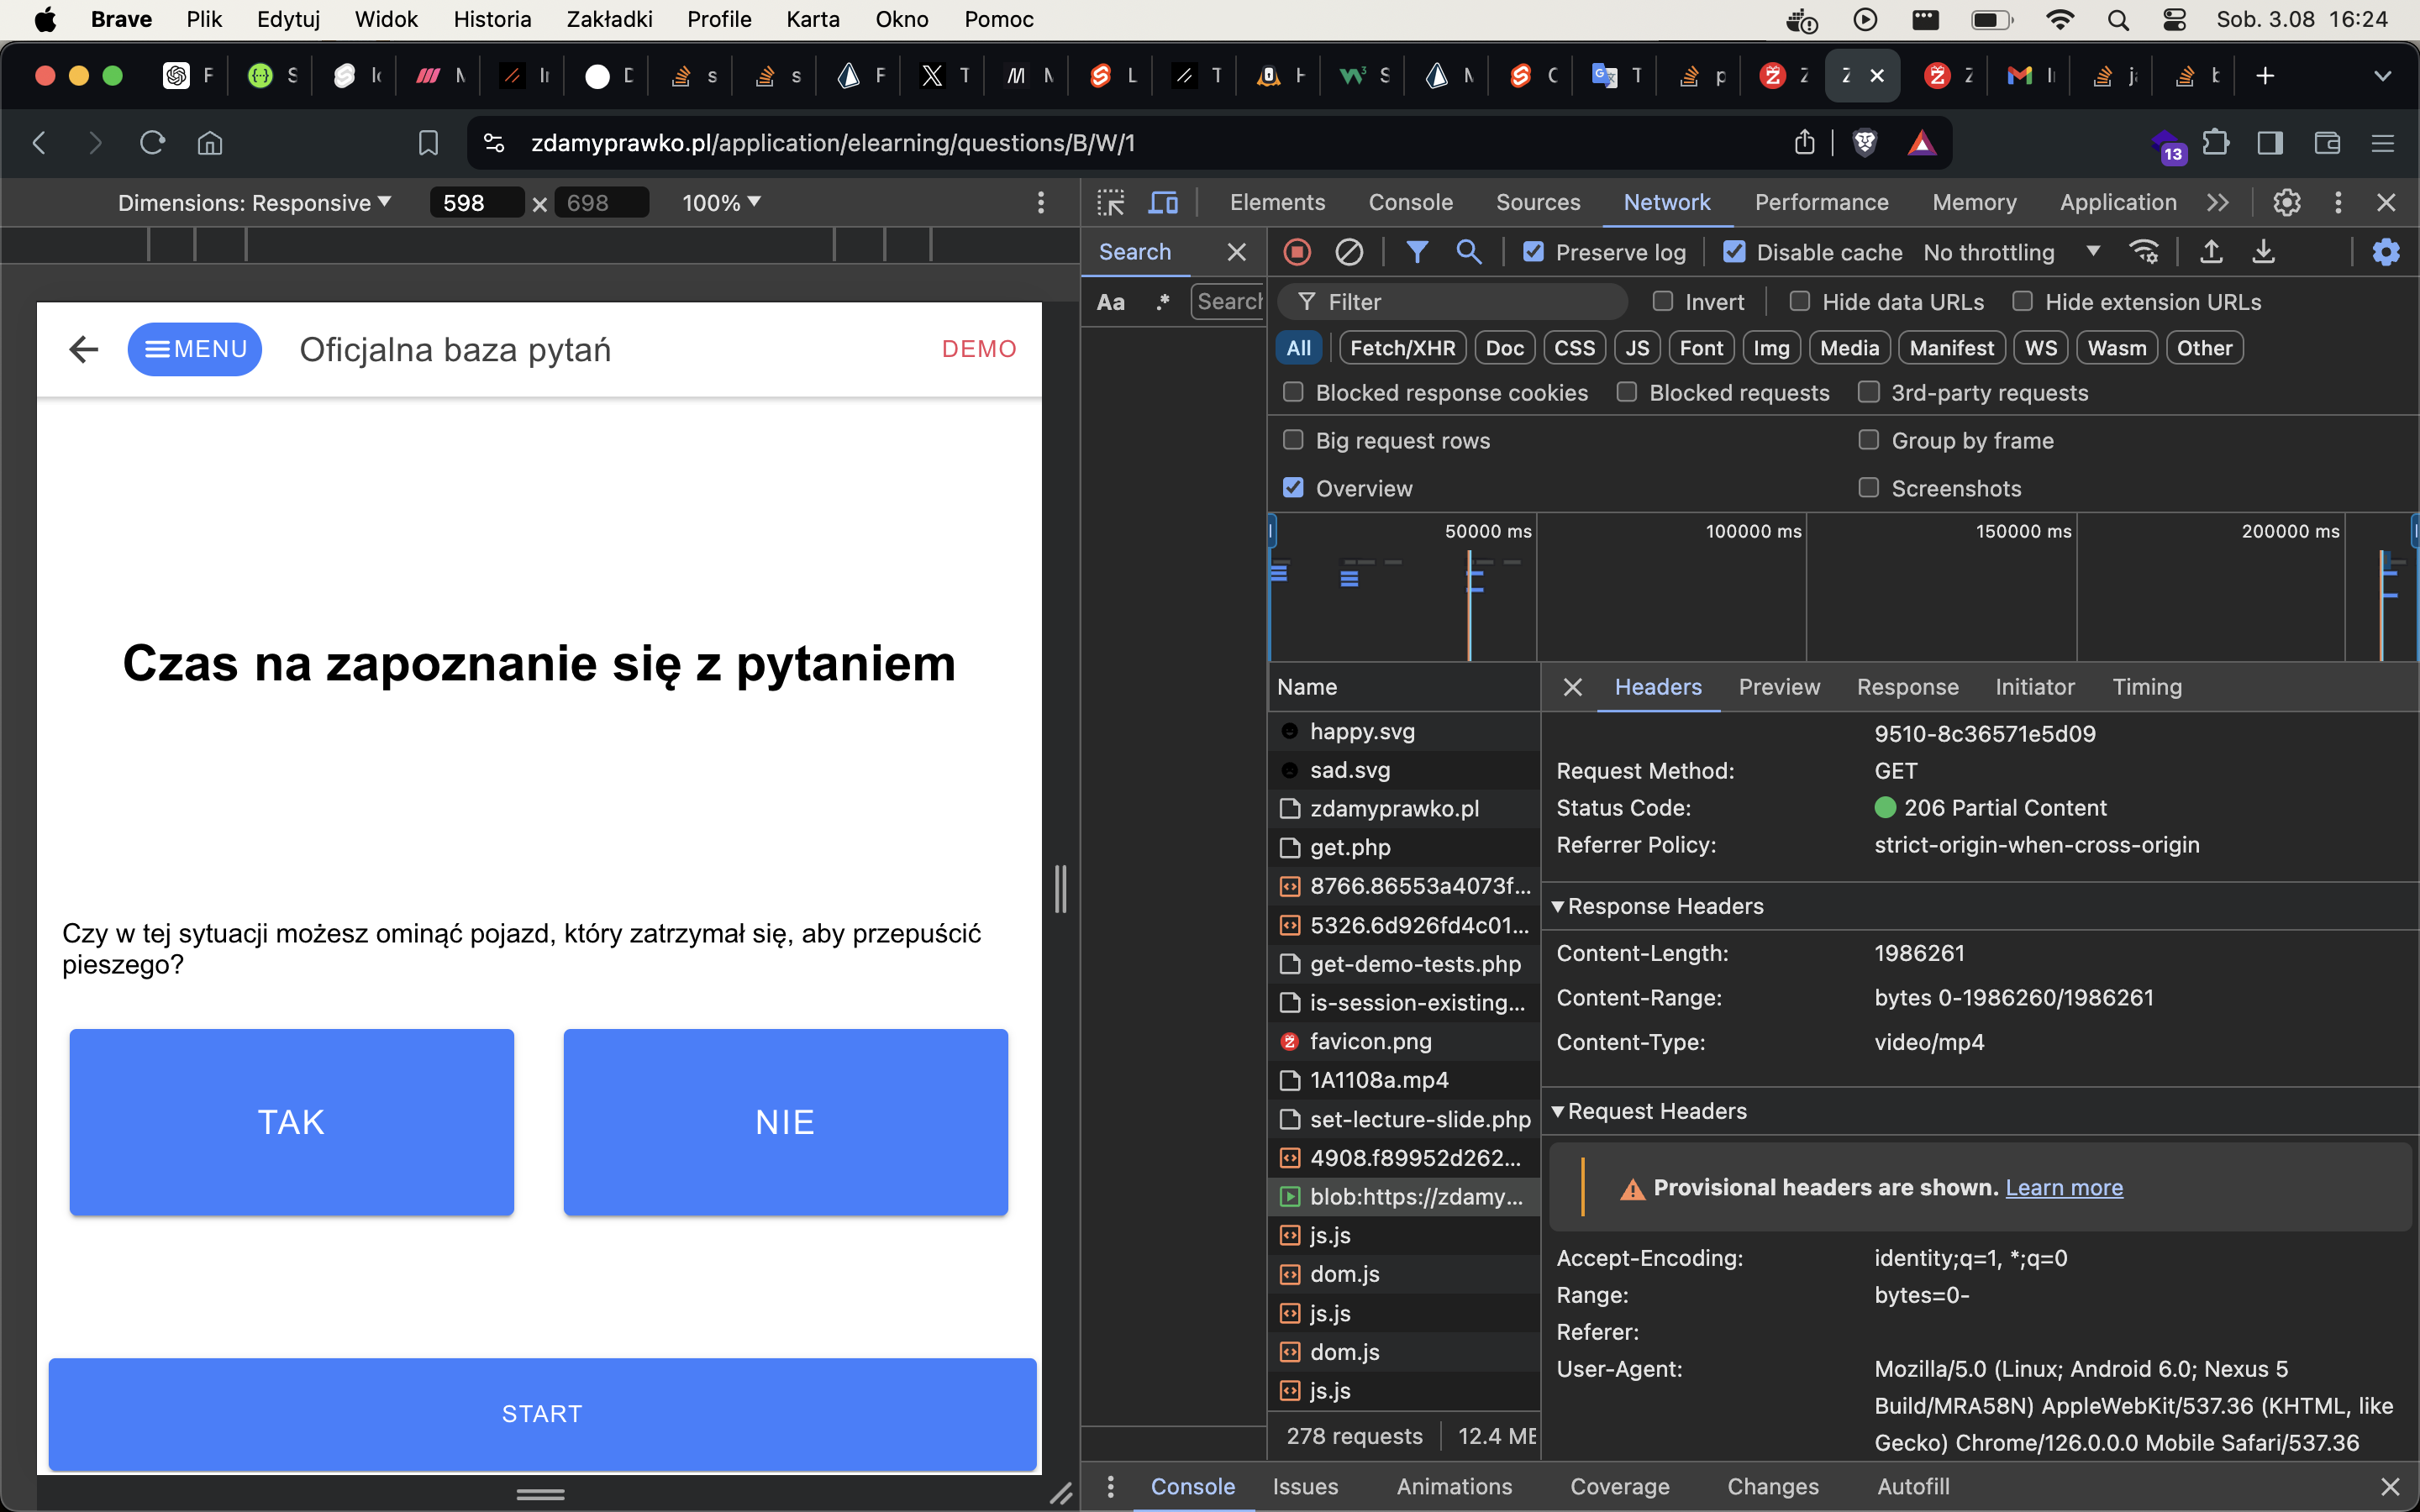 Brave Plik Edytuj Widok Historia Zakładki Profile Karta Okno Pomoc Sob. 3.08 16:24
zdamyprawko.pl/application/elearning/questions/B/W/1 13
Dimensions: Responsive 598 × 698 100%
Elements Console Sources Network Performance Memory Application
Search Preserve log Disable cache No throttling
Aa .* Filter Invert Hide data URLs Hide extension URLs
All Fetch/XHR Doc CSS JS Font Img Media Manifest WS Wasm Other
Blocked response cookies Blocked requests 3rd-party requests
Big request rows Group by frame
Overview Screenshots
50000 ms 100000 ms 150000 ms 200000 ms
MENU Oficjalna baza pytań DEMO
Czas na zapoznanie się z pytaniem
Czy w tej sytuacji możesz ominąć pojazd, który zatrzymał się, aby przepuścić
pieszego?
TAK NIE
START
Name
happy.svg
sad.svg
zdamyprawko.pl
get.php
8766.86553a4073f...
5326.6d926fd4c01...
get-demo-tests.php
is-session-existing...
favicon.png
1A1108a.mp4
set-lecture-slide.php
4908.f89952d262...
blob:https://zdamy...
js.js
dom.js
js.js
dom.js
js.js
278 requests 12.4 ME
Headers Preview Response Initiator Timing
9510-8c36571e5d09
Request Method: GET
Status Code: 206 Partial Content
Referrer Policy: strict-origin-when-cross-origin
Response Headers
Content-Length: 1986261
Content-Range: bytes 0-1986260/1986261
Content-Type: video/mp4
Request Headers
Provisional headers are shown. Learn more
Accept-Encoding: identity;q=1, *;q=0
Range: bytes=0-
Referer:
User-Agent: Mozilla/5.0 (Linux; Android 6.0; Nexus 5
Build/MRA58N) AppleWebKit/537.36 (KHTML, like
Gecko) Chrome/126.0.0.0 Mobile Safari/537.36
Console Issues Animations Coverage Changes Autofill